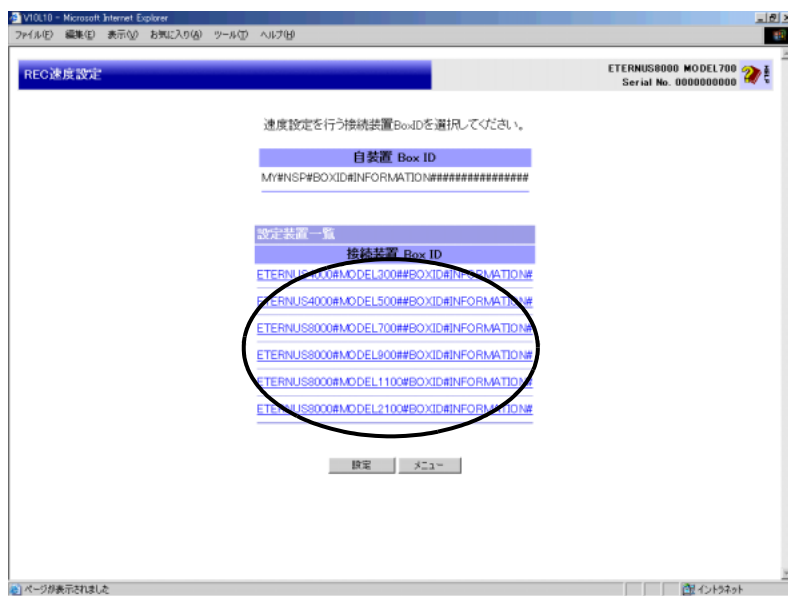 V10L10 - Microsoft Internet Explorer
ファイル(F) 編集(E) 表示(V) お気に入り(A) ツール(T) ヘルプ(H)
REC速度設定
ETERNUS8000 MODEL700
Serial No. 0000000000
HELP
速度設定を行う接続装置BoxIDを選択してください。
自装置 Box ID
MY#NSP#BOXID#INFORMATION################
設定装置一覧
接続装置 Box ID
ETERNUS4000#MODEL300##BOXID#INFORMATION#
ETERNUS4000#MODEL500##BOXID#INFORMATION#
ETERNUS8000#MODEL700##BOXID#INFORMATION#
ETERNUS8000#MODEL900##BOXID#INFORMATION#
ETERNUS8000#MODEL1100#BOXID#INFORMATION#
ETERNUS8000#MODEL2100#BOXID#INFORMATION#
設定 メニュー
ページが表示されました イントラネット